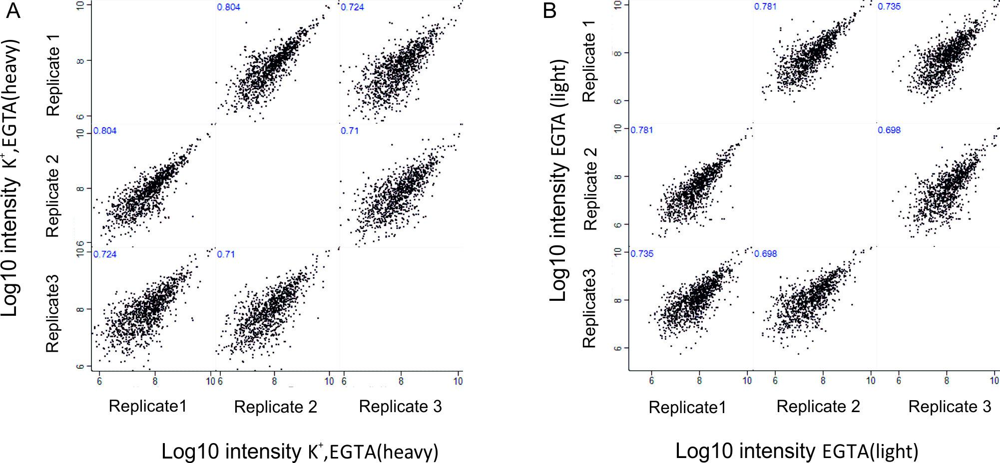 A
Log10 intensity K+,EGTA(heavy)
Replicate 1
10
8
6
0.804
0.724
Replicate 2
10
8
6
0.804
0.71
Replicate3
10
8
6
0.724
0.71
6 8 10 6 8 10 6 8 10
Replicate1 Replicate 2 Replicate 3
Log10 intensity K+,EGTA(heavy)
B
Log10 intensity EGTA (light)
Replicate 1
10
8
6
0.781
0.735
Replicate 2
10
8
6
0.781
0.698
Replicate3
10
8
6
0.735
0.698
6 8 10 6 8 10 6 8 10
Replicate1 Replicate 2 Replicate 3
Log10 intensity EGTA(light)